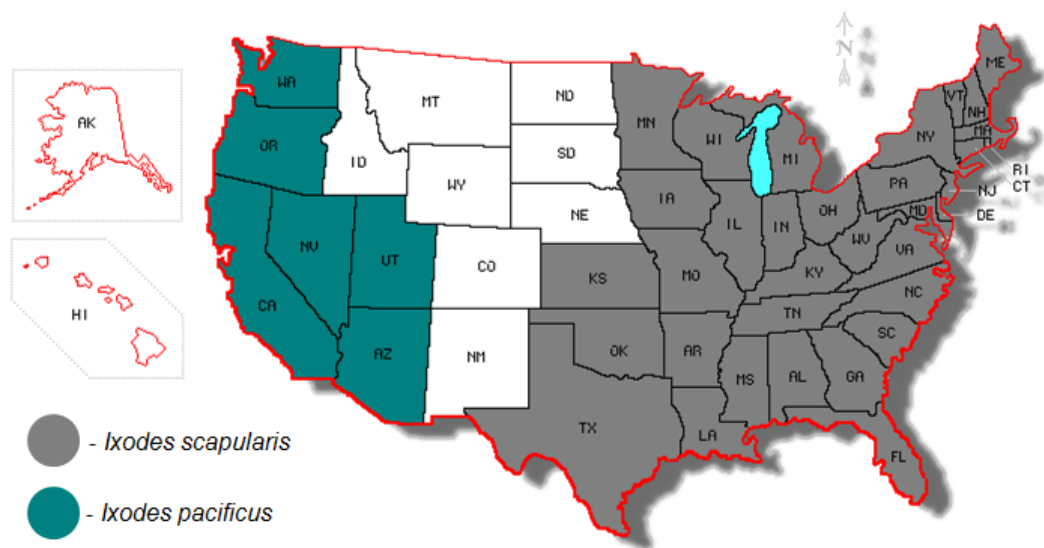 N
ME
WA
VT
NH
MT
ND
AK
MN
OR
MA
NY
WI
SD
MI
ID
RI
WY
PA
CT
NJ
IA
NE
OH
MD
DE
IL
IN
NV
WV
VA
UT
CO
KS
MO
KY
CA
NC
HI
TN
OK
AR
SC
AZ
NM
MS
AL
GA
TX
LA
FL
- Ixodes scapularis
- Ixodes pacificus